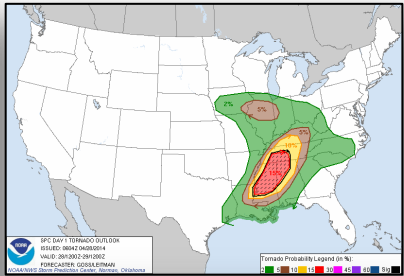 2%
5%
5%
10%
15%
SPC DAY 1 TORNADO OUTLOOK
ISSUED: 0604Z 04/28/2014
VALID: 28/1200Z-29/1200Z
FORECASTER: GOSS/LEITMAN
NOAA/NWS Storm Prediction Center, Norman, Oklahoma
NOAA
Tornado Probability Legend (in %):
2 5 10 15 30 45 60 Sig